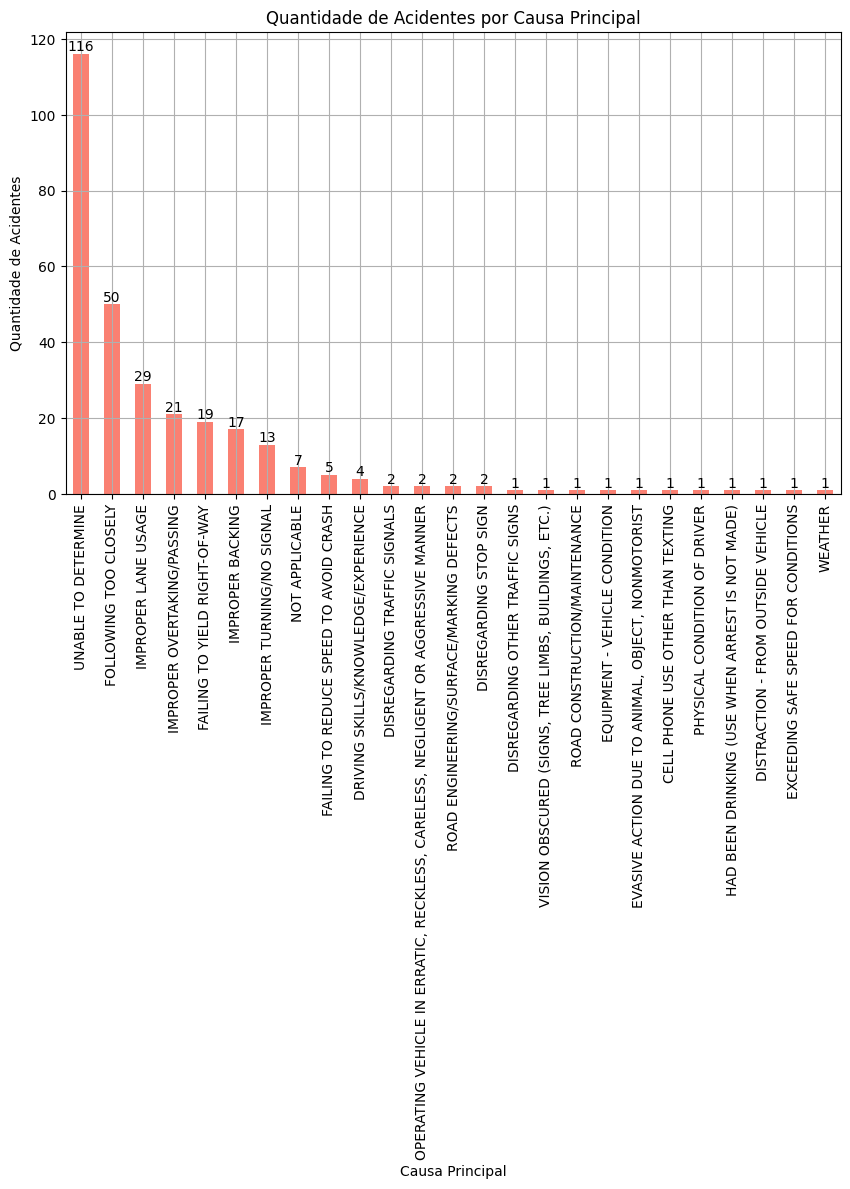 Quantidade de Acidentes por Causa Principal
Quantidade de Acidentes
120
100
80
60
40
20
0
116
50
29
21
19
17
13
7
5
4
2
2
2
2
1
1
1
1
1
1
1
1
1
1
1
UNABLE TO DETERMINE
FOLLOWING TOO CLOSELY
IMPROPER LANE USAGE
IMPROPER OVERTAKING/PASSING
FAILING TO YIELD RIGHT-OF-WAY
IMPROPER BACKING
IMPROPER TURNING/NO SIGNAL
NOT APPLICABLE
FAILING TO REDUCE SPEED TO AVOID CRASH
DRIVING SKILLS/KNOWLEDGE/EXPERIENCE
DISREGARDING TRAFFIC SIGNALS
OPERATING VEHICLE IN ERRATIC, RECKLESS, CARELESS, NEGLIGENT OR AGGRESSIVE MANNER
ROAD ENGINEERING/SURFACE/MARKING DEFECTS
DISREGARDING STOP SIGN
DISREGARDING OTHER TRAFFIC SIGNS
VISION OBSCURED (SIGNS, TREE LIMBS, BUILDINGS, ETC.)
ROAD CONSTRUCTION/MAINTENANCE
EQUIPMENT - VEHICLE CONDITION
EVASIVE ACTION DUE TO ANIMAL, OBJECT, NONMOTORIST
CELL PHONE USE OTHER THAN TEXTING
PHYSICAL CONDITION OF DRIVER
HAD BEEN DRINKING (USE WHEN ARREST IS NOT MADE)
DISTRACTION - FROM OUTSIDE VEHICLE
EXCEEDING SAFE SPEED FOR CONDITIONS
WEATHER
Causa Principal